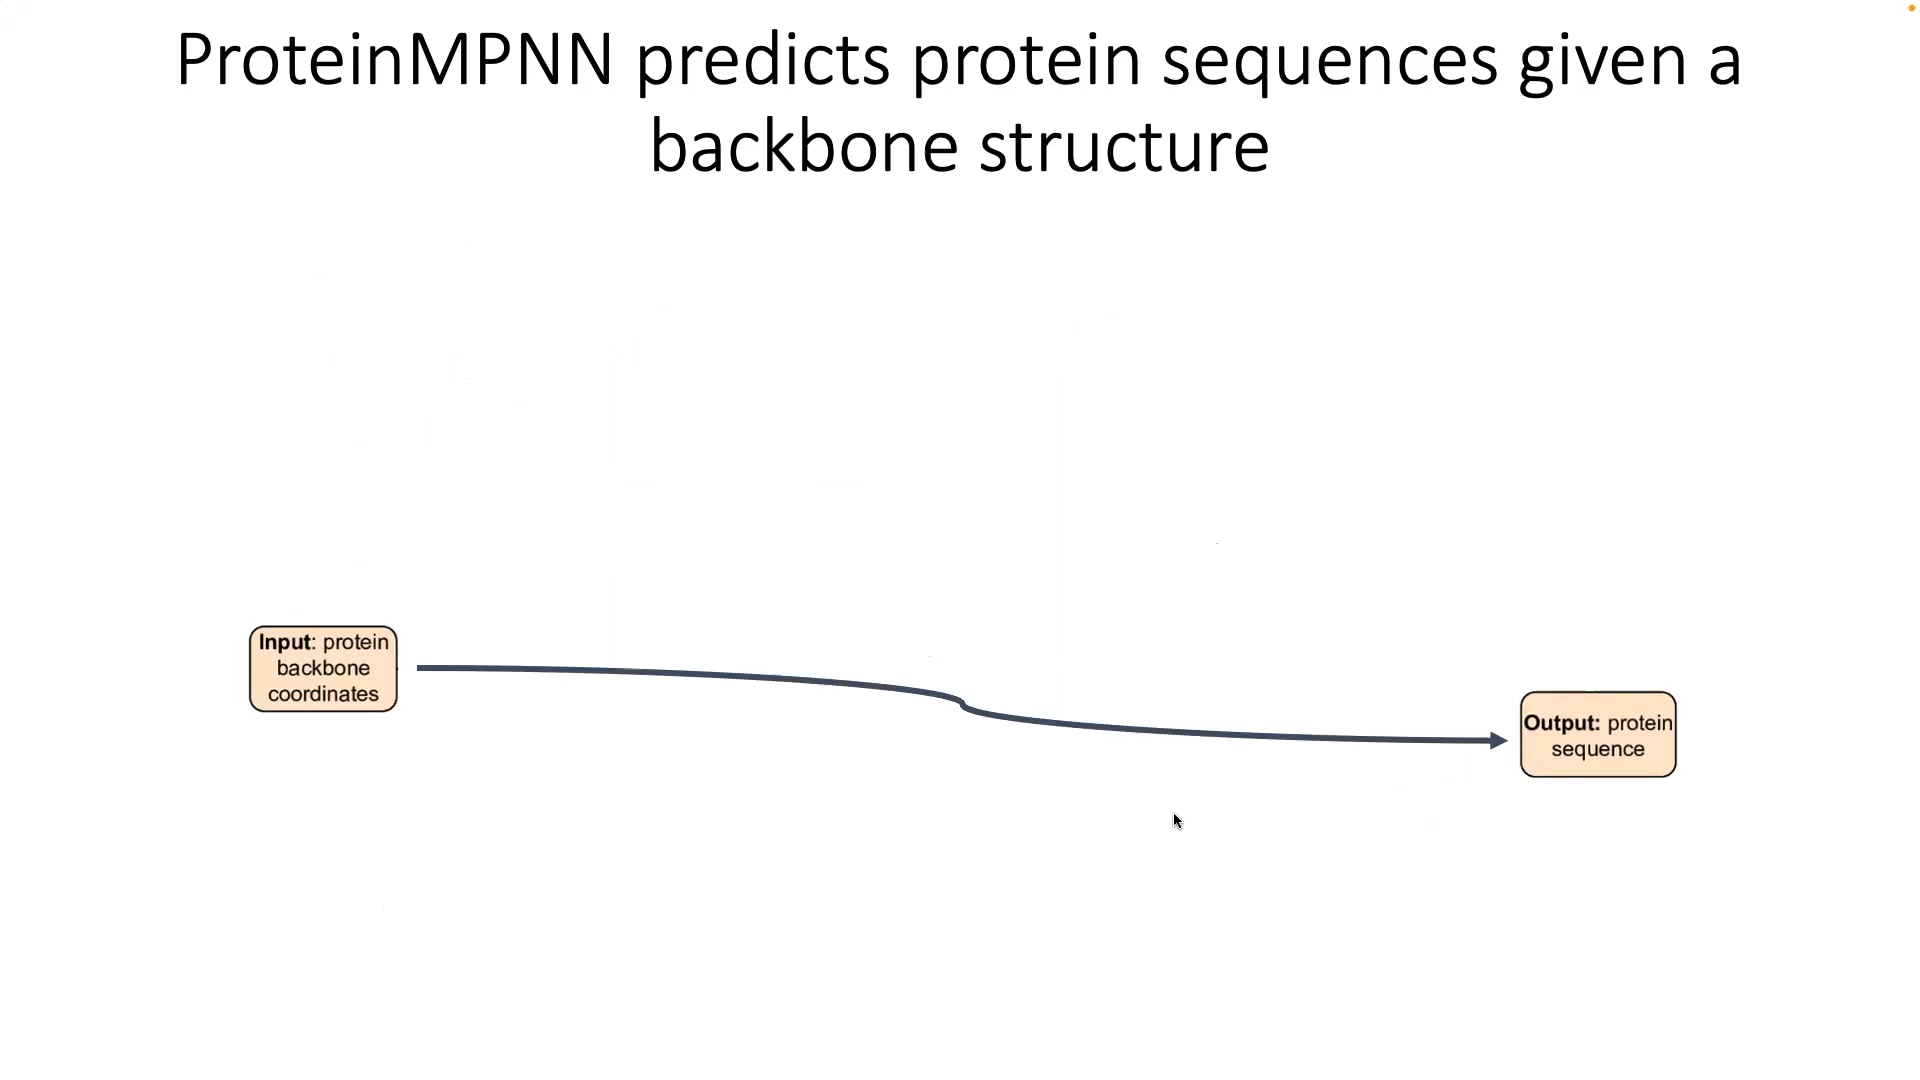 ProteinMPNN predicts protein sequences given a
backbone structure
Input: protein
backbone
coordinates
Output: protein
sequence